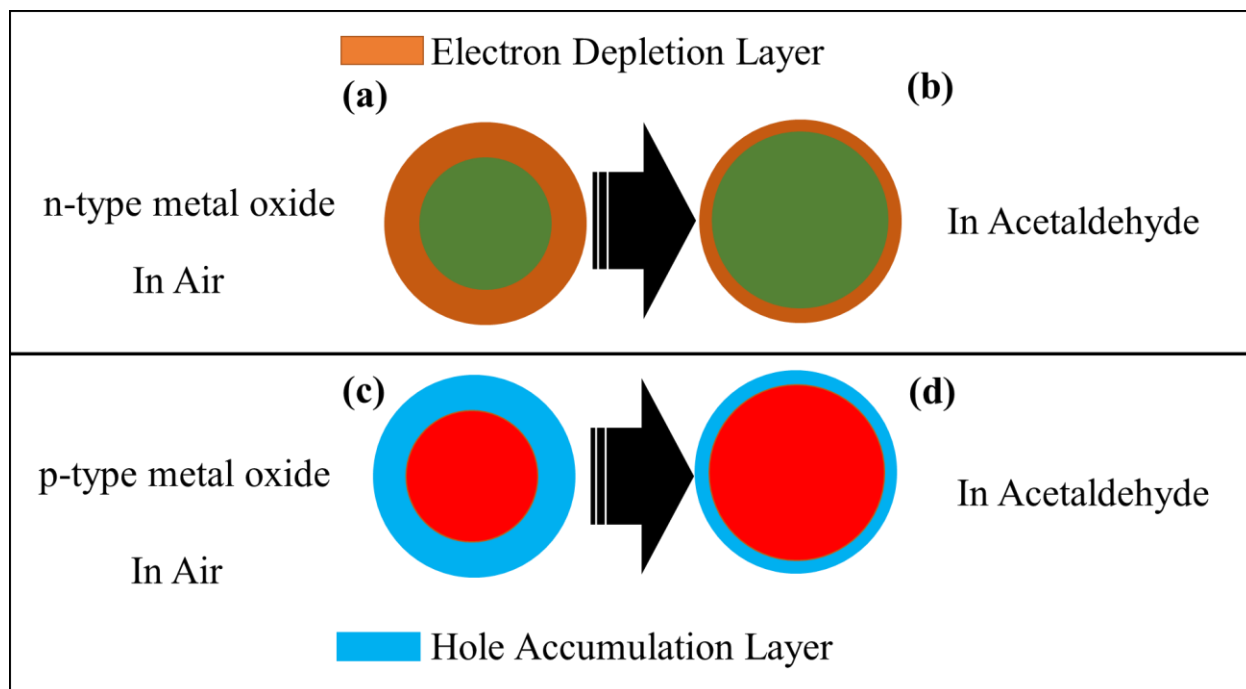 Electron Depletion Layer
(a)
(b)
n-type metal oxide
In Air
In Acetaldehyde
(c)
(d)
p-type metal oxide
In Air
In Acetaldehyde
Hole Accumulation Layer